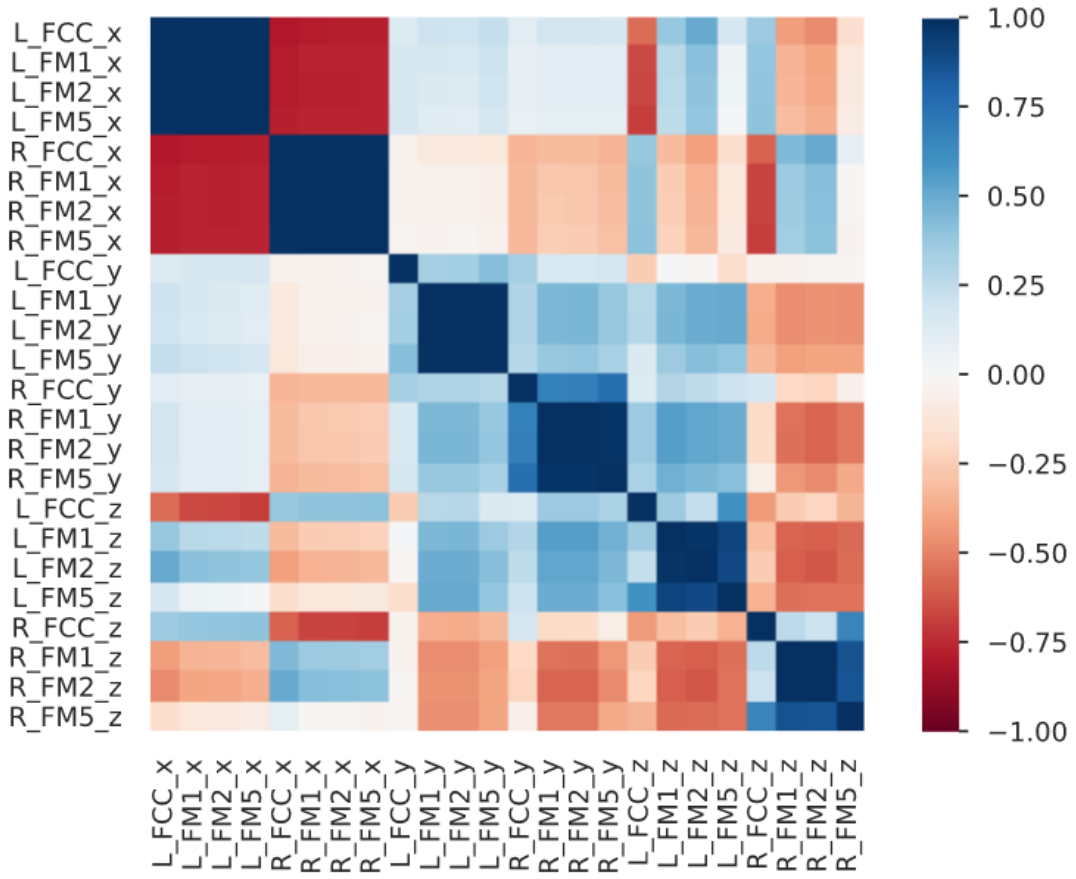 L_FCC_x
L_FM1_x
L_FM2_x
L_FM5_x
R_FCC_x
R_FM1_x
R_FM2_x
R_FM5_x
L_FCC_y
L_FM1_y
L_FM2_y
L_FM5_y
R_FCC_y
R_FM1_y
R_FM2_y
R_FM5_y
L_FCC_z
L_FM1_z
L_FM2_z
L_FM5_z
R_FCC_z
R_FM1_z
R_FM2_z
R_FM5_z
L_FCC_x
L_FM1_x
L_FM2_x
L_FM5_x
R_FCC_x
R_FM1_x
R_FM2_x
R_FM5_x
L_FCC_y
L_FM1_y
L_FM2_y
L_FM5_y
R_FCC_y
R_FM1_y
R_FM2_y
R_FM5_y
L_FCC_z
L_FM1_z
L_FM2_z
L_FM5_z
R_FCC_z
R_FM1_z
R_FM2_z
R_FM5_z
1.00
0.75
0.50
0.25
0.00
−0.25
−0.50
−0.75
−1.00